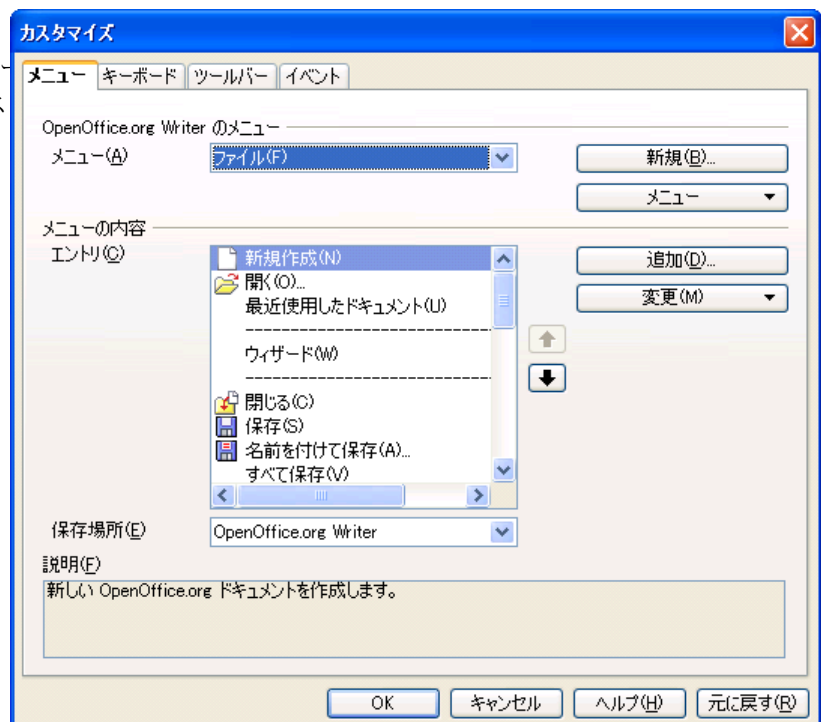 カスタマイズ
メニュー キーボード ツールバー イベント
OpenOffice.org Writer のメニュー
メニュー(A) ファイル(F) 新規(B)...
メニュー
メニューの内容
エントリ(C) 新規作成(N) 追加(D)...
開く(O)...
変更(M)
最近使用したドキュメント(U)
----------------------------
ウィザード(W)
----------------------------
閉じる(C)
保存(S)
名前を付けて保存(A)...
すべて保存(V)
保存場所(E) OpenOffice.org Writer
説明(F)
新しい OpenOffice.org ドキュメントを作成します。
OK キャンセル ヘルプ(H) 元に戻す(R)